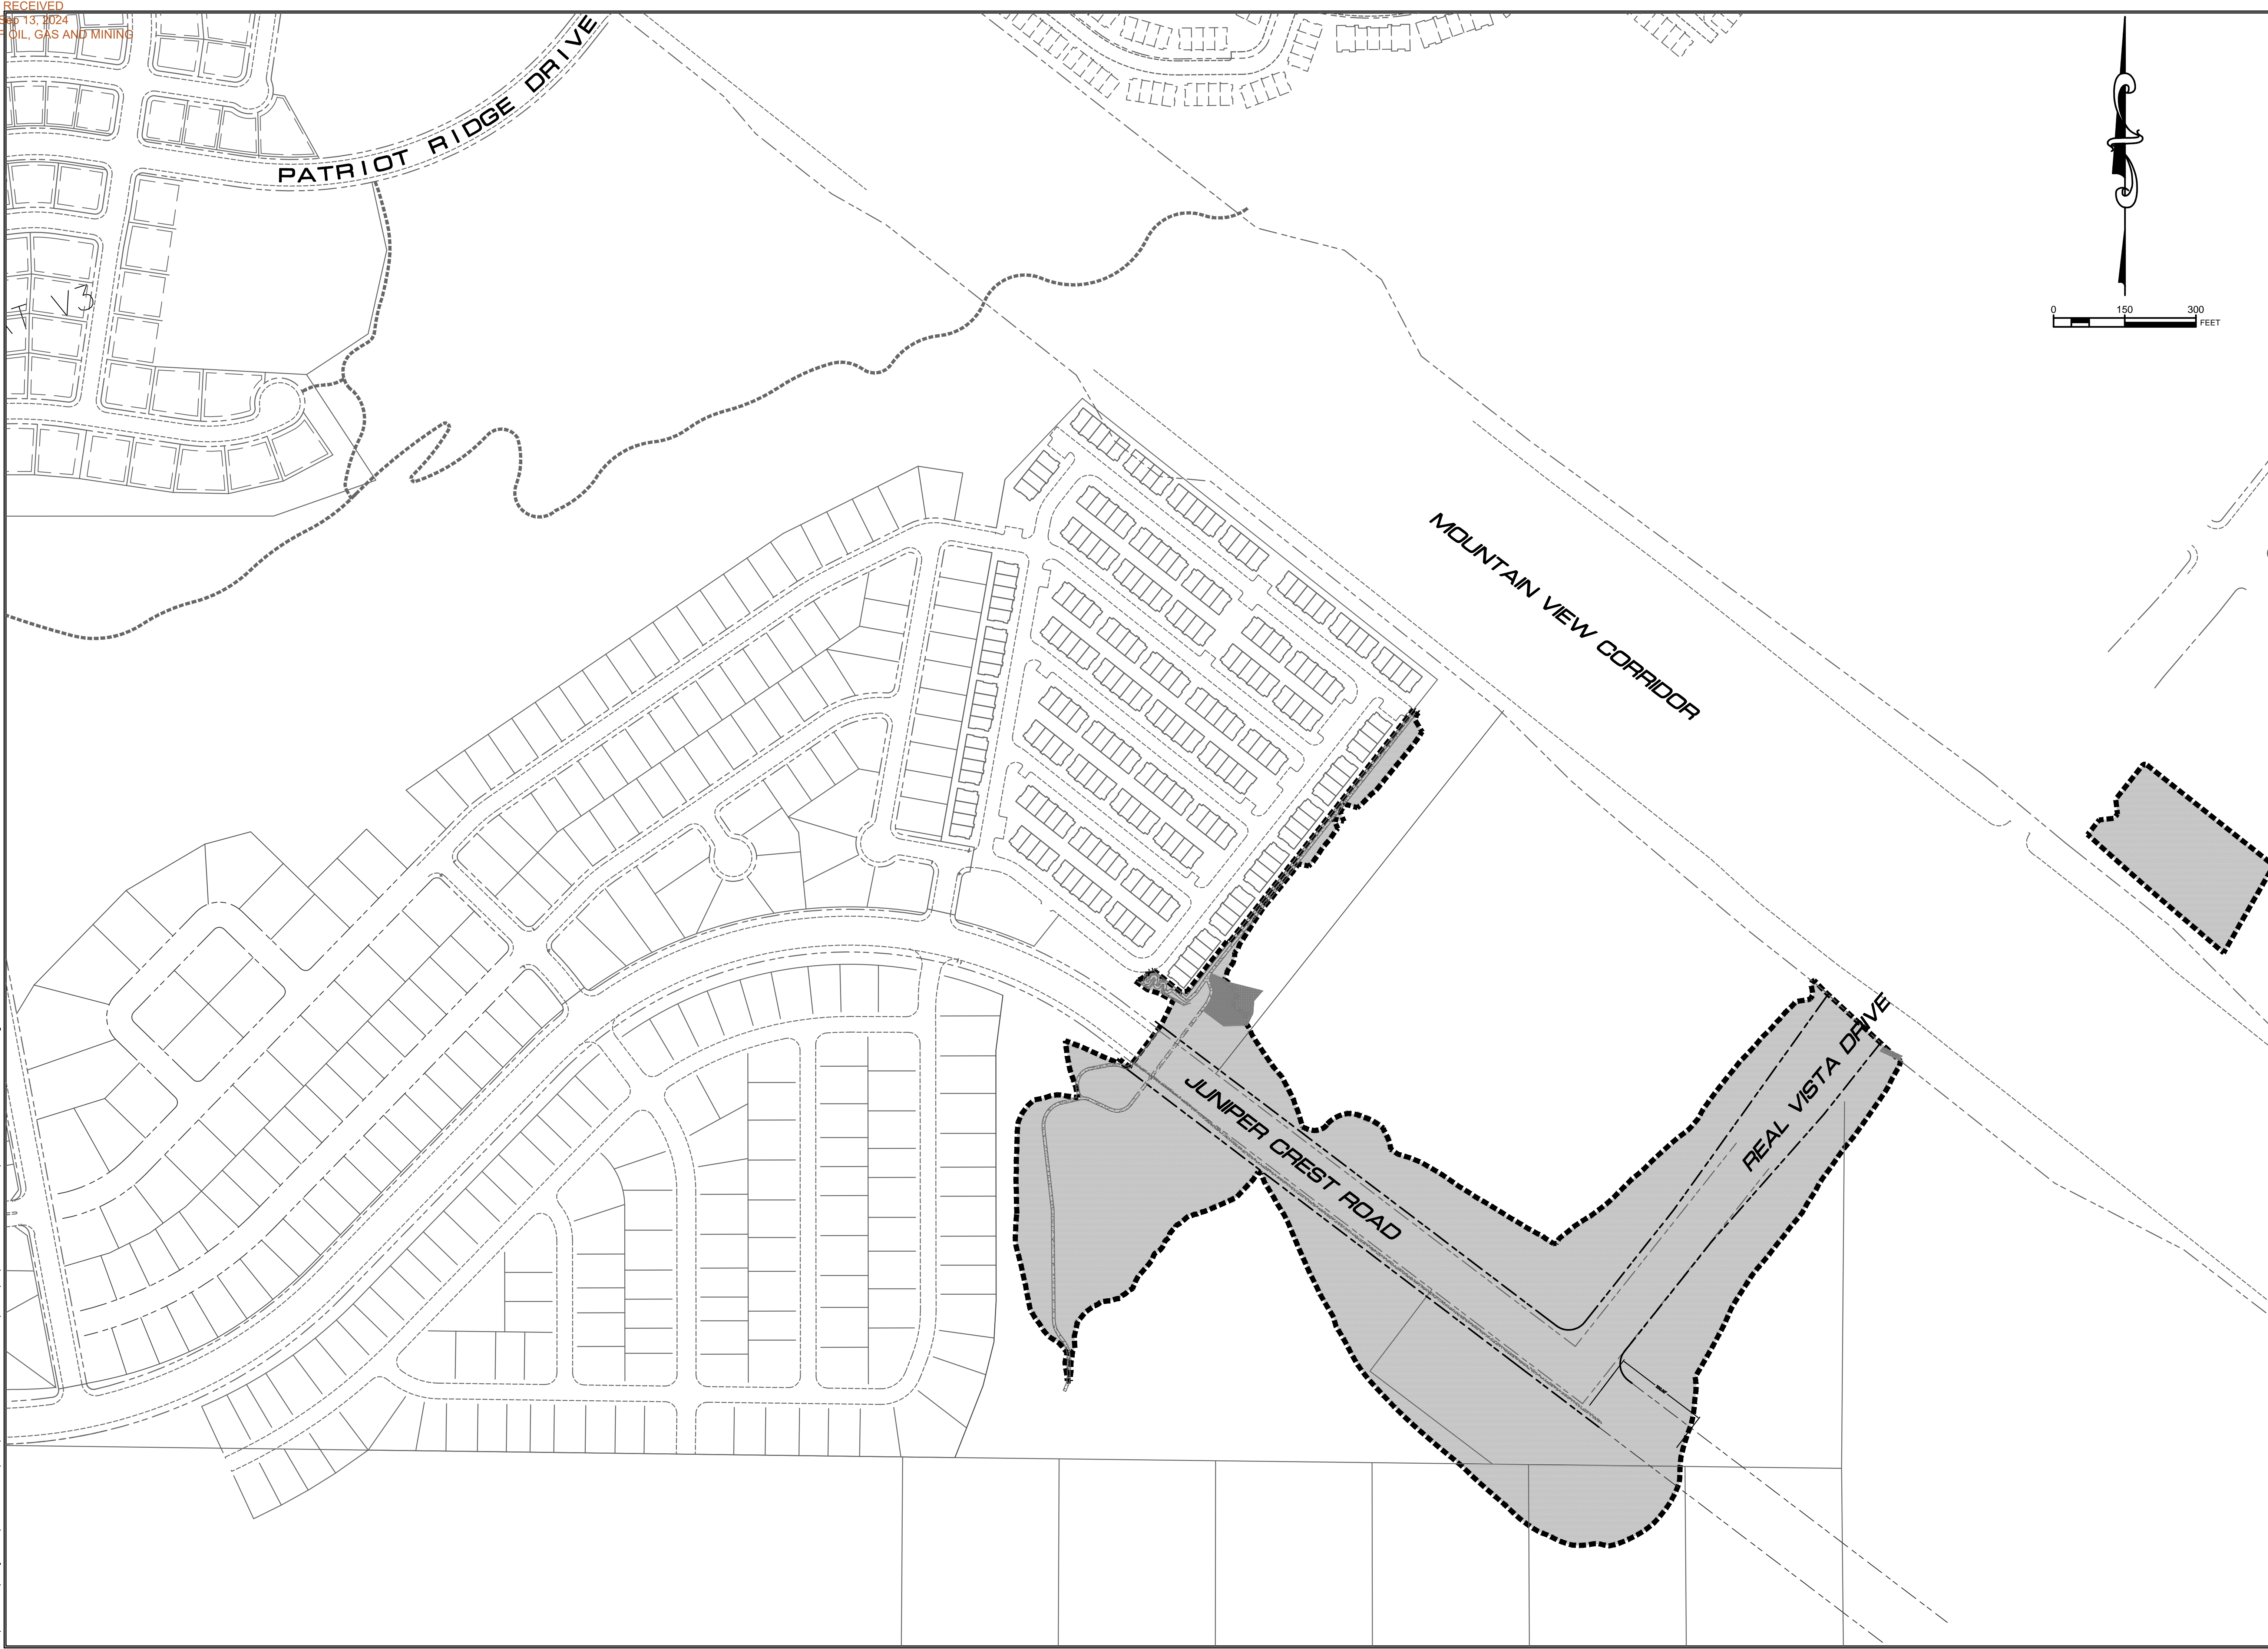 RECEIVED
Sep 13, 2024
OIL, GAS AND MINING
PATRIOT RIDGE DRIVE
0 150 300
FEET
V3
MOUNTAIN VIEW CORRIDOR
REAL VISTA DRIVE
JUNIPER CREST ROAD